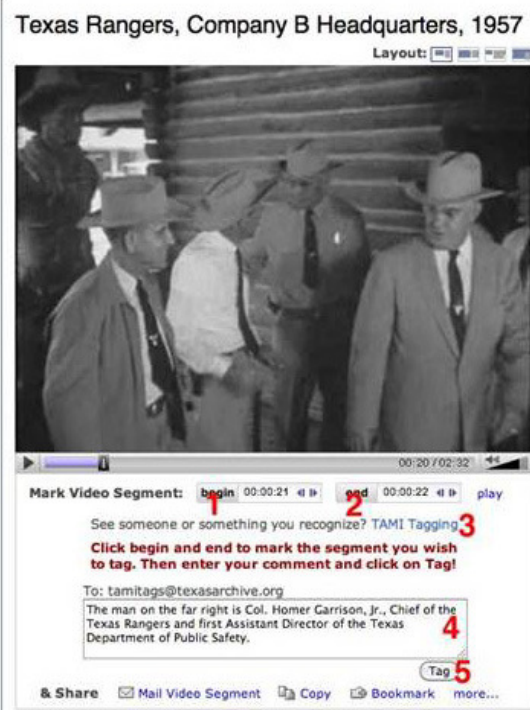 Texas Rangers, Company B Headquarters, 1957
Layout:
00:20 / 02:32
Mark Video Segment: begin 00:00:21 end 00:00:22 play
1 2
See someone or something you recognize? TAMI Tagging 3
Click begin and end to mark the segment you wish
to tag. Then enter your comment and click on Tag!
To: tamitags@texasarchive.org
The man on the far right is Col. Homer Garrison, Jr., Chief of the
Texas Rangers and first Assistant Director of the Texas
Department of Public Safety.
4
Tag 5
& Share Mail Video Segment Copy Bookmark more...